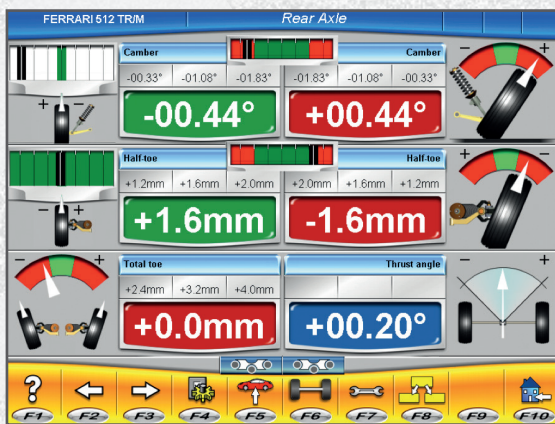 FERRARI 512 TR/M
Rear Axle
Camber
Camber
-00.33° -01.08° -01.83° -01.83° -01.08° -00.33°
-00.44° +00.44°
Half-toe
Half-toe
+1.2mm +1.6mm +2.0mm +2.0mm +1.6mm +1.2mm
+1.6mm -1.6mm
Total toe
Thrust angle
+2.4mm +3.2mm +4.0mm
+0.0mm +00.20°
?
F1 F2 F3 F4 F5 F6 F7 F8 F9 F10